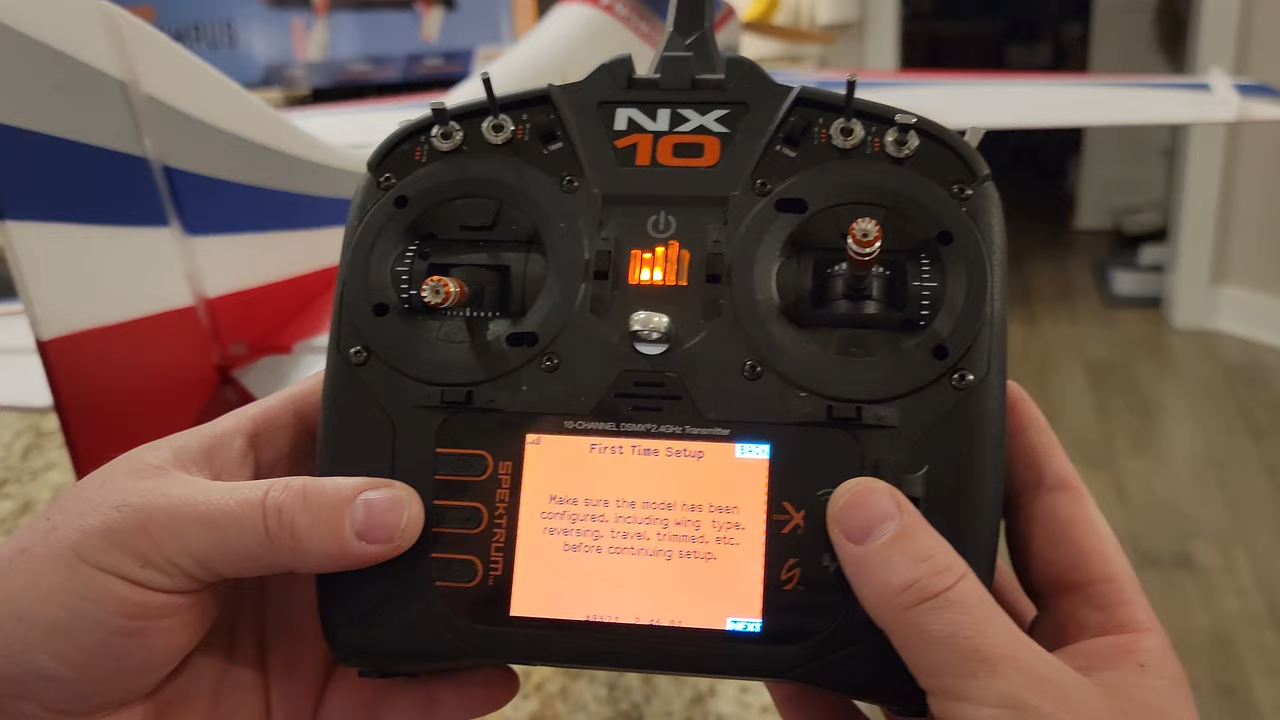 NX
10
10-CHANNEL DSMX® 2.4GHz Transmitter
First Time Setup
Make sure the model has been
configured, including wing type,
reversing, travel, trimmed, etc.
before continuing setup.
NEXT
SPEKTRUM